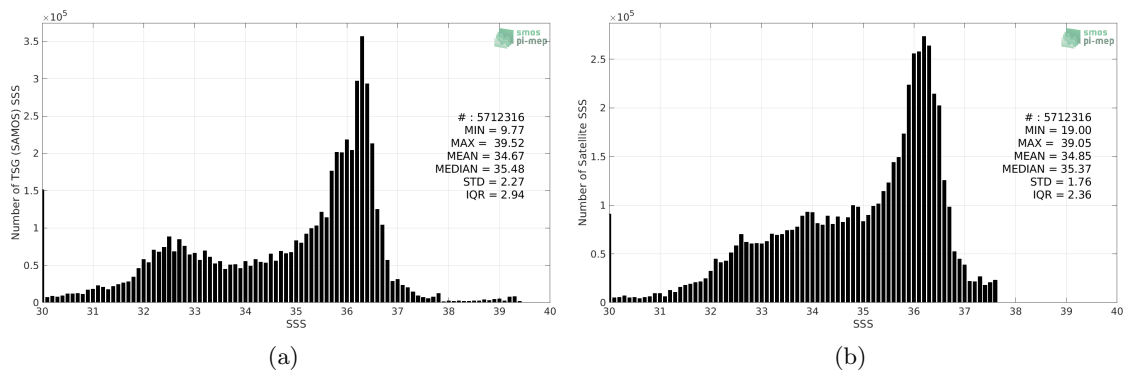 ×10⁵
3.5
3
2.5
2
1.5
1
0.5
0
30 31 32 33 34 35 36 37 38 39 40
SSS
Number of TSG (SAMOS) SSS
smos
pi-mep
# : 5712316
MIN = 9.77
MAX = 39.52
MEAN = 34.67
MEDIAN = 35.48
STD = 2.27
IQR = 2.94
(a)
×10⁵
2.5
2
1.5
1
0.5
0
30 31 32 33 34 35 36 37 38 39 40
SSS
Number of Satellite SSS
smos
pi-mep
# : 5712316
MIN = 19.00
MAX = 39.05
MEAN = 34.85
MEDIAN = 35.37
STD = 1.76
IQR = 2.36
(b)